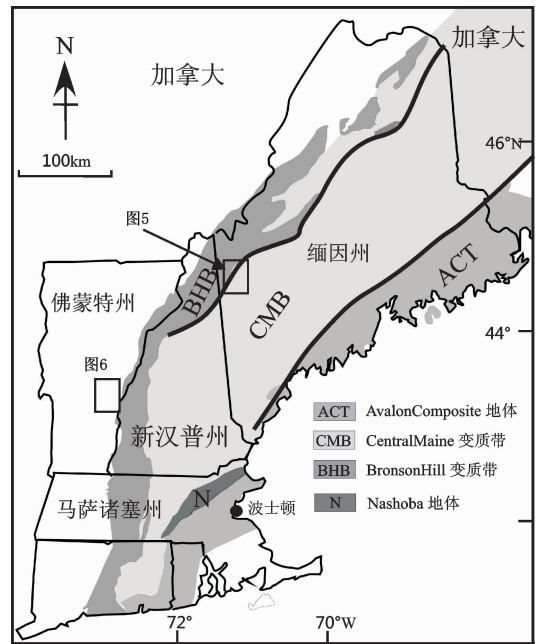 加拿大
N
加拿大
46°N
100km
图5
缅因州
BHB
ACT
佛蒙特州
CMB
44°
图6
ACT AvalonComposite 地体
CMB CentralMaine 变质带
新汉普州
BHB BronsonHill 变质带
N
N Nashoba 地体
马萨诸塞州
波士顿
72°
70°W